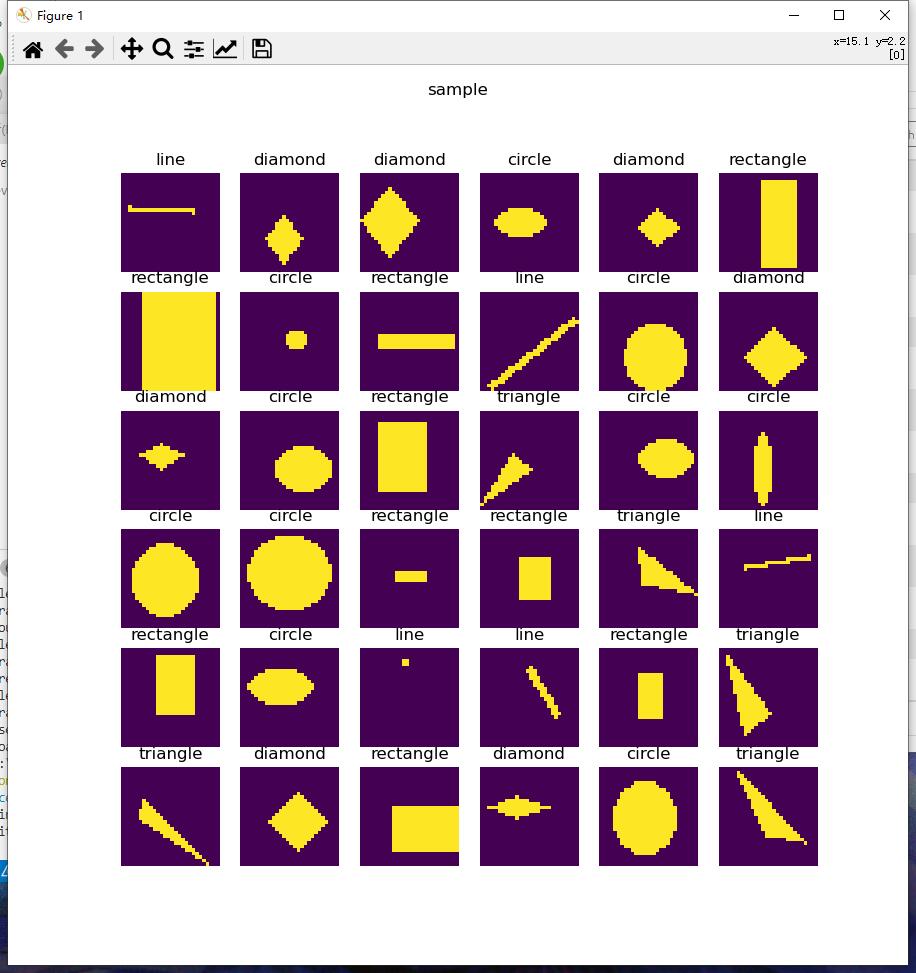 Figure 1
x=15.1 y=2.2
[0]
sample
line diamond diamond circle diamond rectangle
rectangle circle rectangle line circle diamond
diamond circle rectangle triangle circle circle
circle circle rectangle rectangle triangle line
rectangle circle line line rectangle triangle
triangle diamond rectangle diamond circle triangle